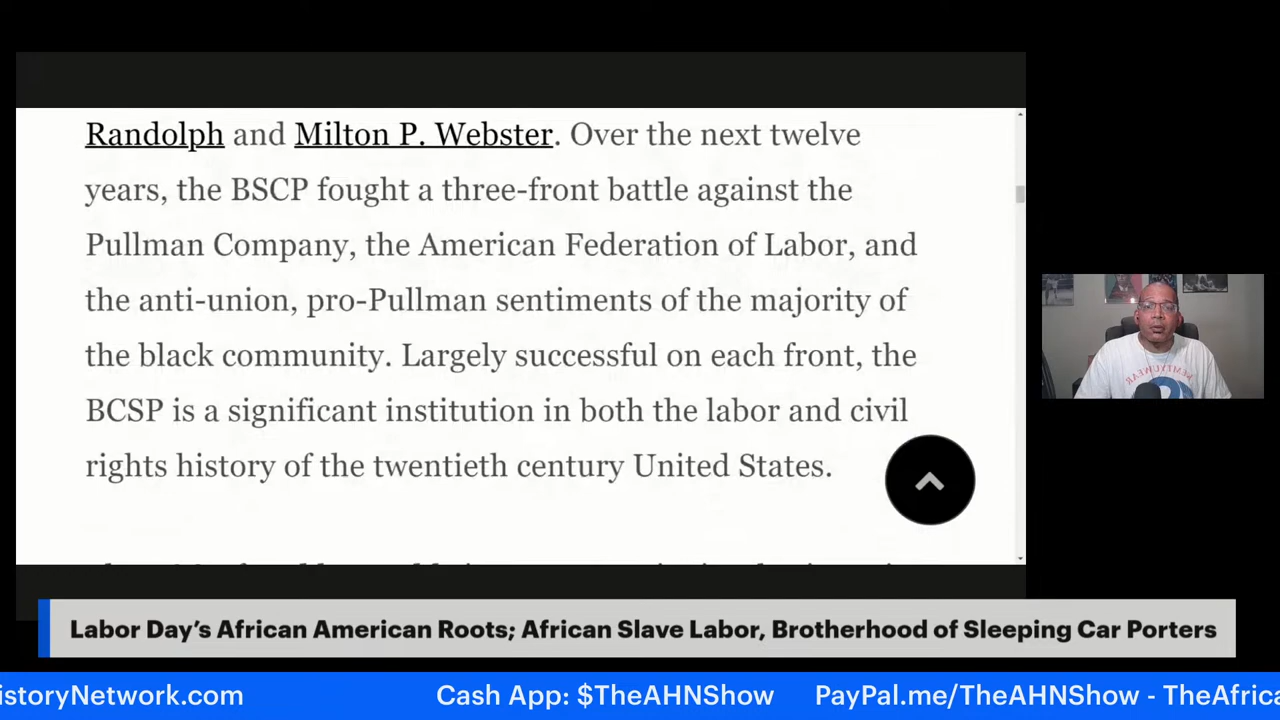 Randolph and Milton P. Webster. Over the next twelve
years, the BSCP fought a three-front battle against the
Pullman Company, the American Federation of Labor, and
the anti-union, pro-Pullman sentiments of the majority of
the black community. Largely successful on each front, the
BCSP is a significant institution in both the labor and civil
rights history of the twentieth century United States.
Labor Day's African American Roots; African Slave Labor, Brotherhood of Sleeping Car Porters
istoryNetwork.com Cash App: $TheAHNShow PayPal.me/TheAHNShow - TheAfrica